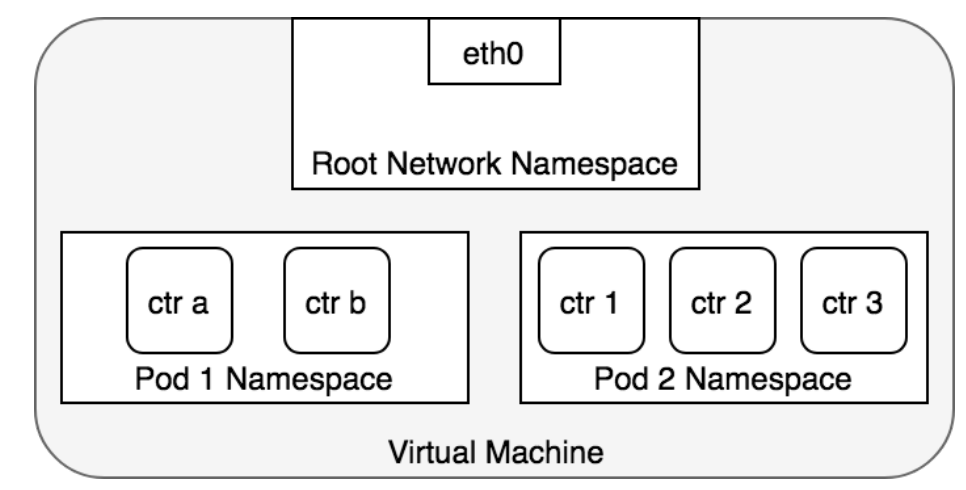 eth0
Root Network Namespace
ctr a
ctr b
ctr 1
ctr 2
ctr 3
Pod 1 Namespace
Pod 2 Namespace
Virtual Machine